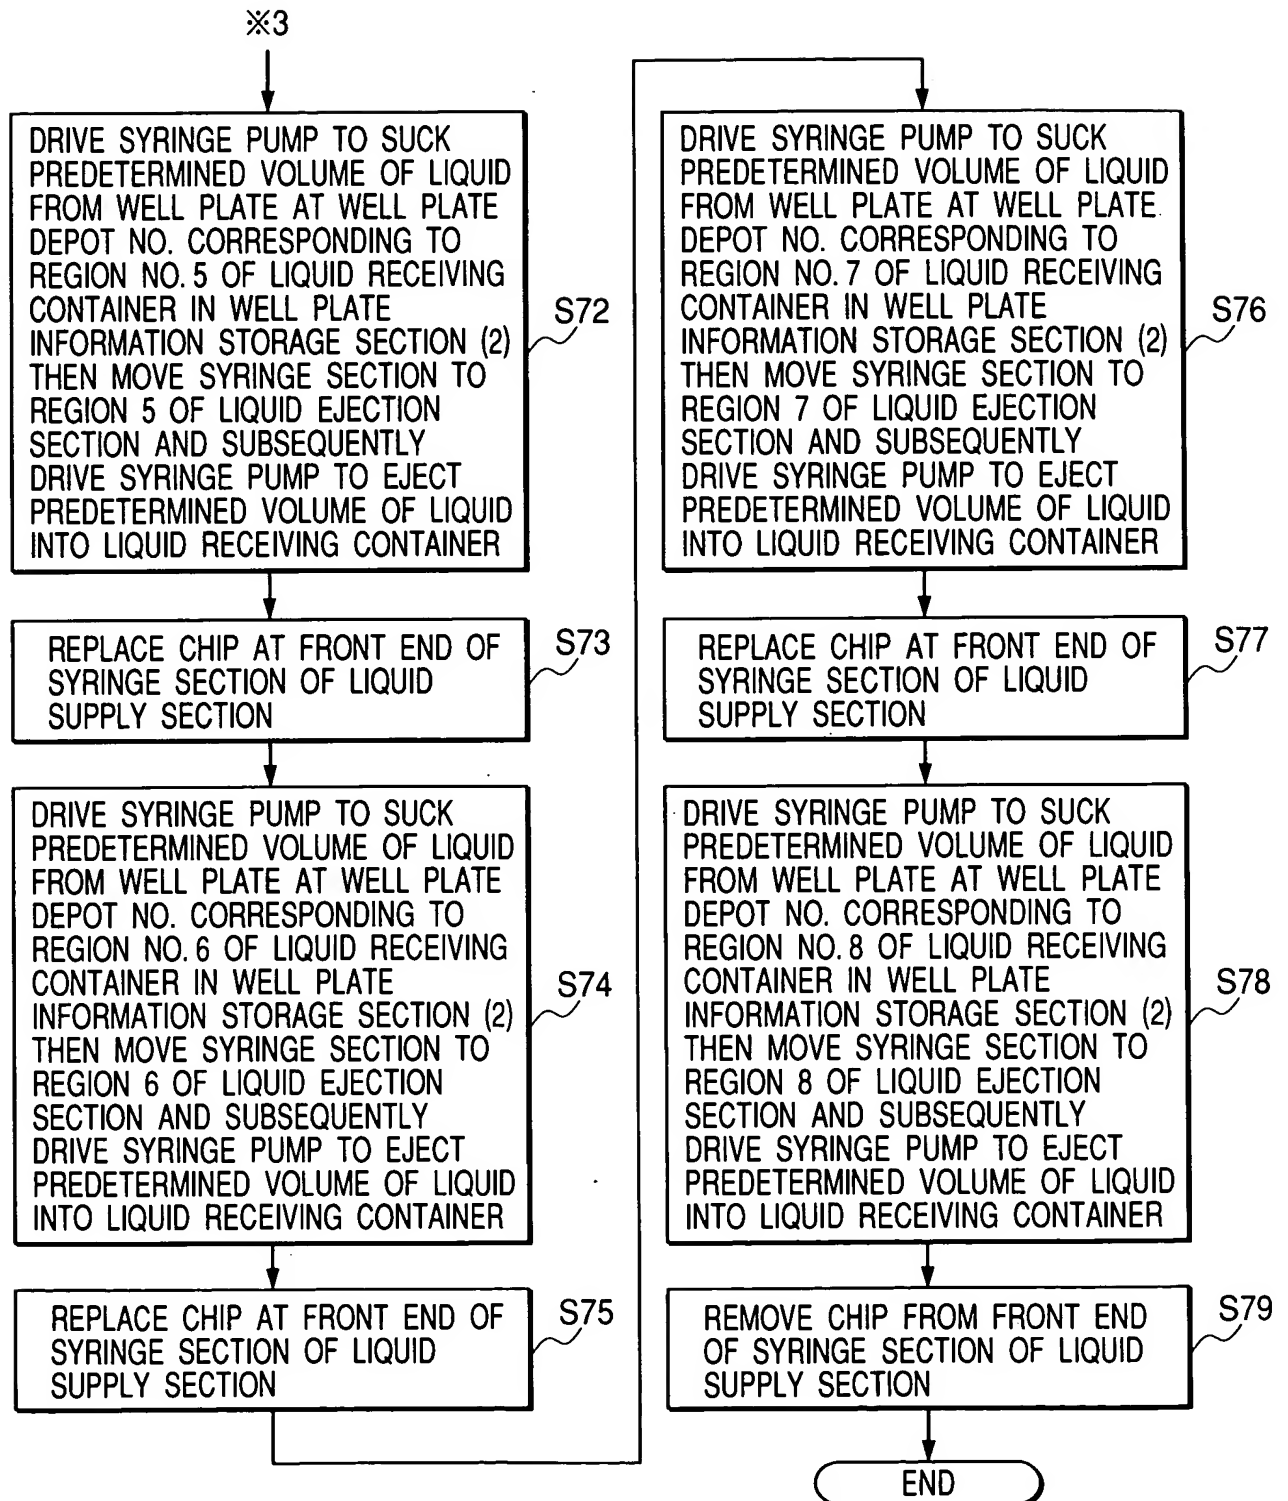 ※3
DRIVE SYRINGE PUMP TO SUCK
PREDETERMINED VOLUME OF LIQUID
FROM WELL PLATE AT WELL PLATE
DEPOT NO. CORRESPONDING TO
REGION NO. 5 OF LIQUID RECEIVING
CONTAINER IN WELL PLATE
INFORMATION STORAGE SECTION (2)
THEN MOVE SYRINGE SECTION TO
REGION 5 OF LIQUID EJECTION
SECTION AND SUBSEQUENTLY
DRIVE SYRINGE PUMP TO EJECT
PREDETERMINED VOLUME OF LIQUID
INTO LIQUID RECEIVING CONTAINER
S72
REPLACE CHIP AT FRONT END OF
SYRINGE SECTION OF LIQUID
SUPPLY SECTION
S73
DRIVE SYRINGE PUMP TO SUCK
PREDETERMINED VOLUME OF LIQUID
FROM WELL PLATE AT WELL PLATE
DEPOT NO. CORRESPONDING TO
REGION NO. 6 OF LIQUID RECEIVING
CONTAINER IN WELL PLATE
INFORMATION STORAGE SECTION (2)
THEN MOVE SYRINGE SECTION TO
REGION 6 OF LIQUID EJECTION
SECTION AND SUBSEQUENTLY
DRIVE SYRINGE PUMP TO EJECT
PREDETERMINED VOLUME OF LIQUID
INTO LIQUID RECEIVING CONTAINER
S74
REPLACE CHIP AT FRONT END OF
SYRINGE SECTION OF LIQUID
SUPPLY SECTION
S75
DRIVE SYRINGE PUMP TO SUCK
PREDETERMINED VOLUME OF LIQUID
FROM WELL PLATE AT WELL PLATE
DEPOT NO. CORRESPONDING TO
REGION NO. 7 OF LIQUID RECEIVING
CONTAINER IN WELL PLATE
INFORMATION STORAGE SECTION (2)
THEN MOVE SYRINGE SECTION TO
REGION 7 OF LIQUID EJECTION
SECTION AND SUBSEQUENTLY
DRIVE SYRINGE PUMP TO EJECT
PREDETERMINED VOLUME OF LIQUID
INTO LIQUID RECEIVING CONTAINER
S76
REPLACE CHIP AT FRONT END OF
SYRINGE SECTION OF LIQUID
SUPPLY SECTION
S77
DRIVE SYRINGE PUMP TO SUCK
PREDETERMINED VOLUME OF LIQUID
FROM WELL PLATE AT WELL PLATE
DEPOT NO. CORRESPONDING TO
REGION NO. 8 OF LIQUID RECEIVING
CONTAINER IN WELL PLATE
INFORMATION STORAGE SECTION (2)
THEN MOVE SYRINGE SECTION TO
REGION 8 OF LIQUID EJECTION
SECTION AND SUBSEQUENTLY
DRIVE SYRINGE PUMP TO EJECT
PREDETERMINED VOLUME OF LIQUID
INTO LIQUID RECEIVING CONTAINER
S78
REMOVE CHIP FROM FRONT END
OF SYRINGE SECTION OF LIQUID
SUPPLY SECTION
S79
END